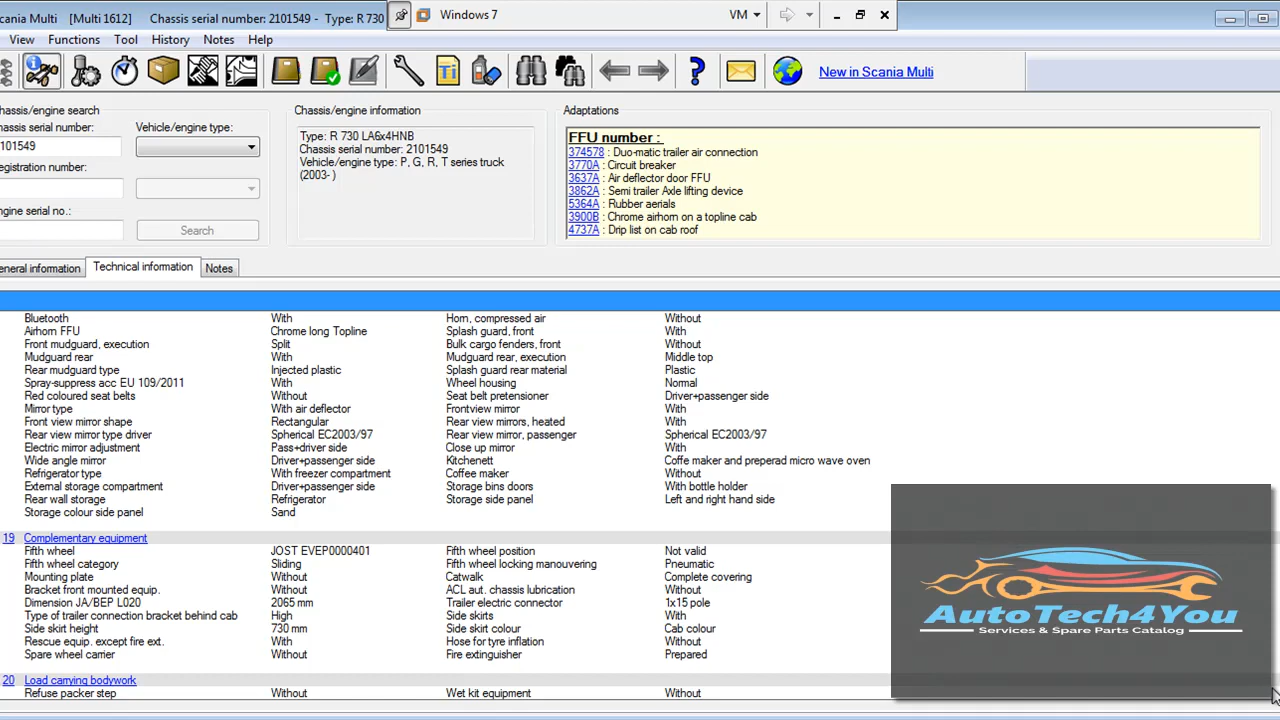 cania Multi [Multi 1612] Chassis serial number: 2101549 - Type: R 730
Windows 7
VM
View Functions Tool History Notes Help
Ti
?
New in Scania Multi
hassis/engine search
hassis serial number: Vehicle/engine type:
101549
egistration number:
ngine serial no.:
Search
Chassis/engine information
Type: R 730 LA6x4HNB
Chassis serial number: 2101549
Vehicle/engine type: P, G, R, T series truck
(2003- )
Adaptations
FFU number :
374578 : Duo-matic trailer air connection
3770A : Circuit breaker
3637A : Air deflector door FFU
3862A : Semi trailer Axle lifting device
5364A : Rubber aerials
3900B : Chrome airhorn on a topline cab
4737A : Drip list on cab roof
eneral information Technical information Notes
Bluetooth With Horn, compressed air Without
Airhorn FFU Chrome long Topline Splash guard, front With
Front mudguard, execution Split Bulk cargo fenders, front Without
Mudguard rear With Mudguard rear, execution Middle top
Rear mudguard type Injected plastic Splash guard rear material Plastic
Spray-suppress acc EU 109/2011 With Wheel housing Normal
Red coloured seat belts Without Seat belt pretensioner Driver+passenger side
Mirror type With air deflector Frontview mirror With
Front view mirror shape Rectangular Rear view mirrors, heated With
Rear view mirror type driver Spherical EC2003/97 Rear view mirror, passenger Spherical EC2003/97
Electric mirror adjustment Pass+driver side Close up mirror With
Wide angle mirror Driver+passenger side Kitchenett Coffe maker and preperad micro wave oven
Refrigerator type With freezer compartment Coffee maker Without
External storage compartment Driver+passenger side Storage bins doors With bottle holder
Rear wall storage Refrigerator Storage side panel Left and right hand side
Storage colour side panel Sand
19 Complementary equipment
Fifth wheel JOST EVEP0000401 Fifth wheel position Not valid
Fifth wheel category Sliding Fifth wheel locking manouvering Pneumatic
Mounting plate Without Catwalk Complete covering
Bracket front mounted equip. Without ACL aut. chassis lubrication Without
Dimension JA/BEP L020 2065 mm Trailer electric connector 1x15 pole
Type of trailer connection bracket behind cab High Side skirts With
Side skirt height 730 mm Side skirt colour Cab colour
Rescue equip. except fire ext. With Hose for tyre inflation Without
Spare wheel carrier Without Fire extinguisher Prepared
20 Load carrying bodywork
Refuse packer step Without Wet kit equipment Without
AutoTech4You
Services & Spare Parts Catalog